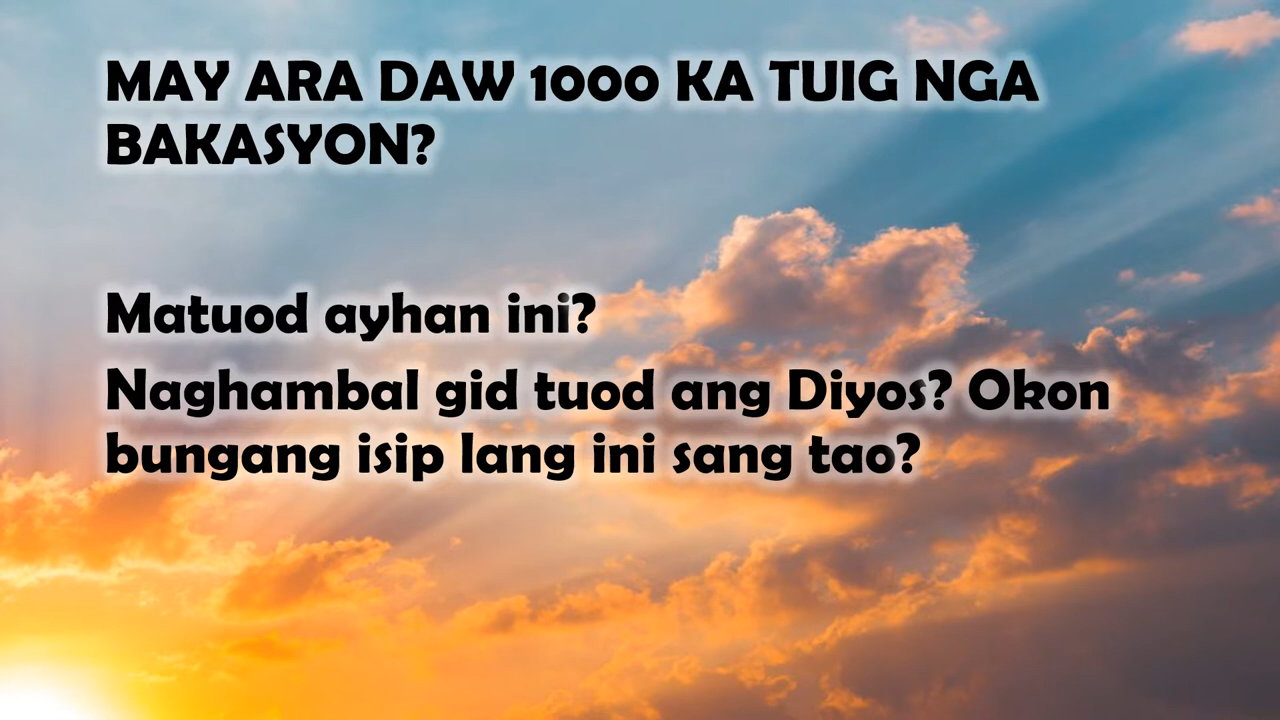 MAY ARA DAW 1000 KA TUIG NGA
BAKASYON?
Matuod ayhan ini?
Naghambal gid tuod ang Diyos? Okon
bungang isip lang ini sang tao?